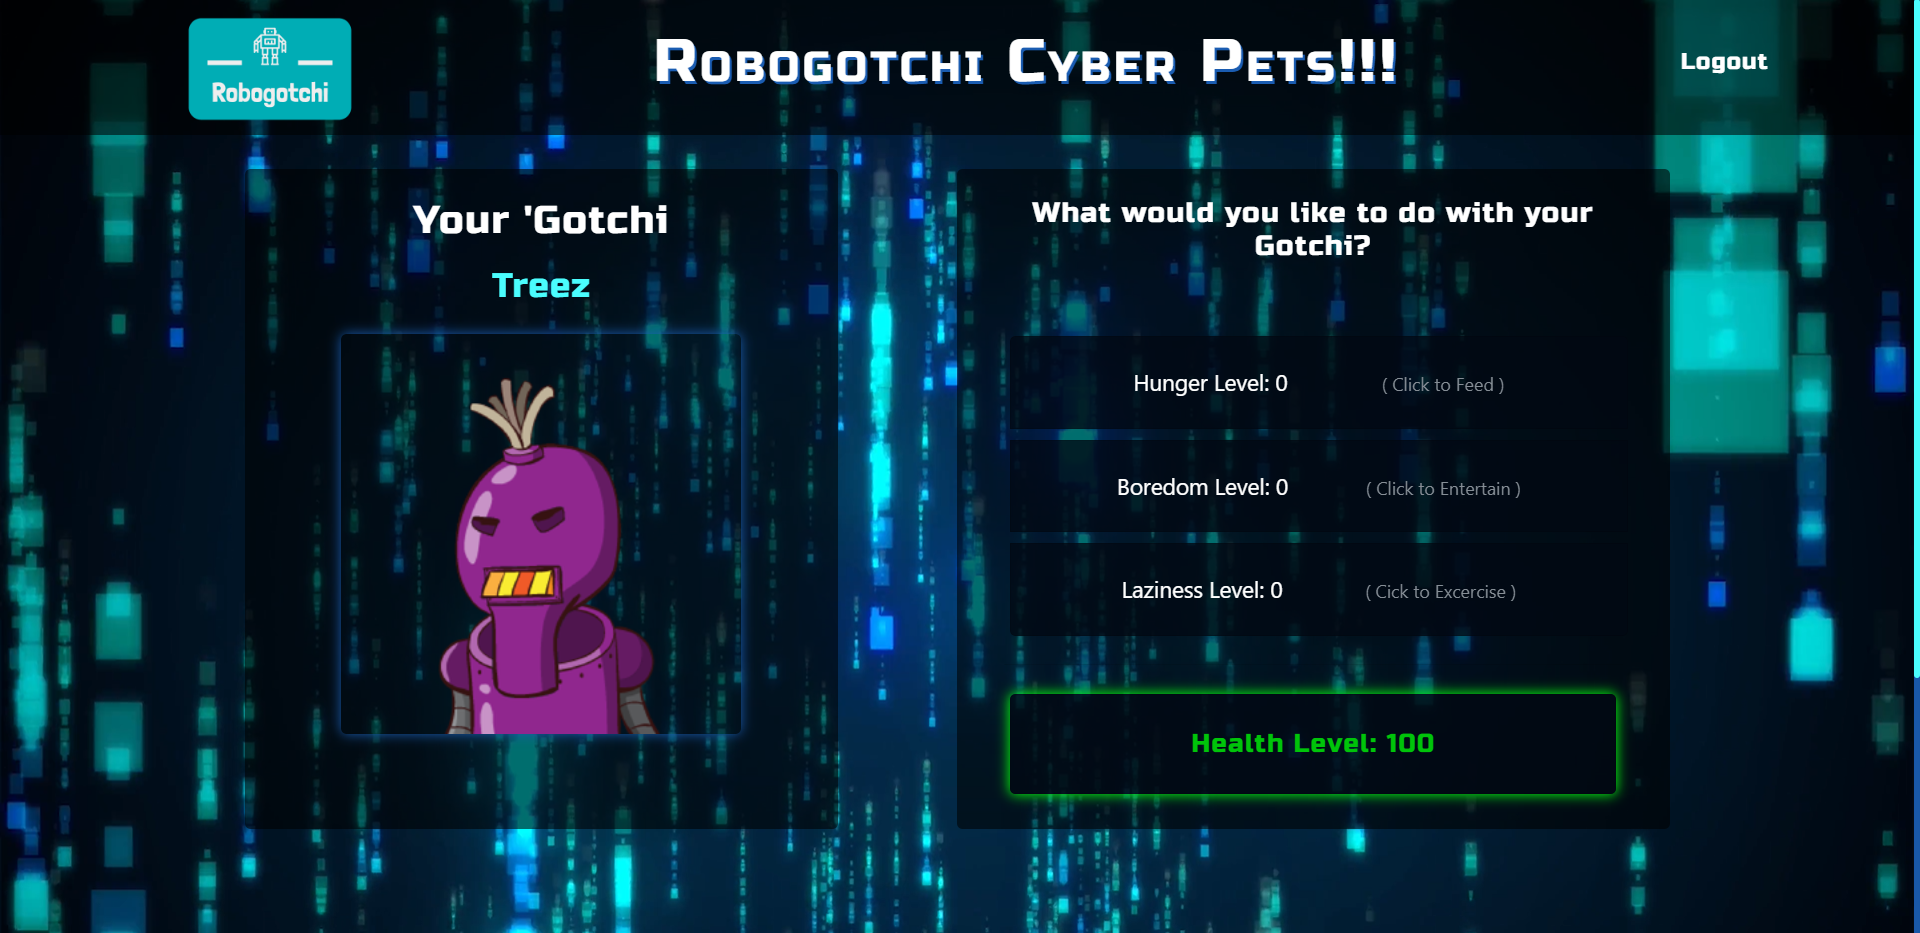 Robogotchi
Robogotchi Cyber Pets!!!
Logout
Your 'Gotchi
Treez
What would you like to do with your
Gotchi?
Hunger Level: 0 ( Click to Feed )
Boredom Level: 0 ( Click to Entertain )
Laziness Level: 0 ( Cick to Excercise )
Health Level: 100